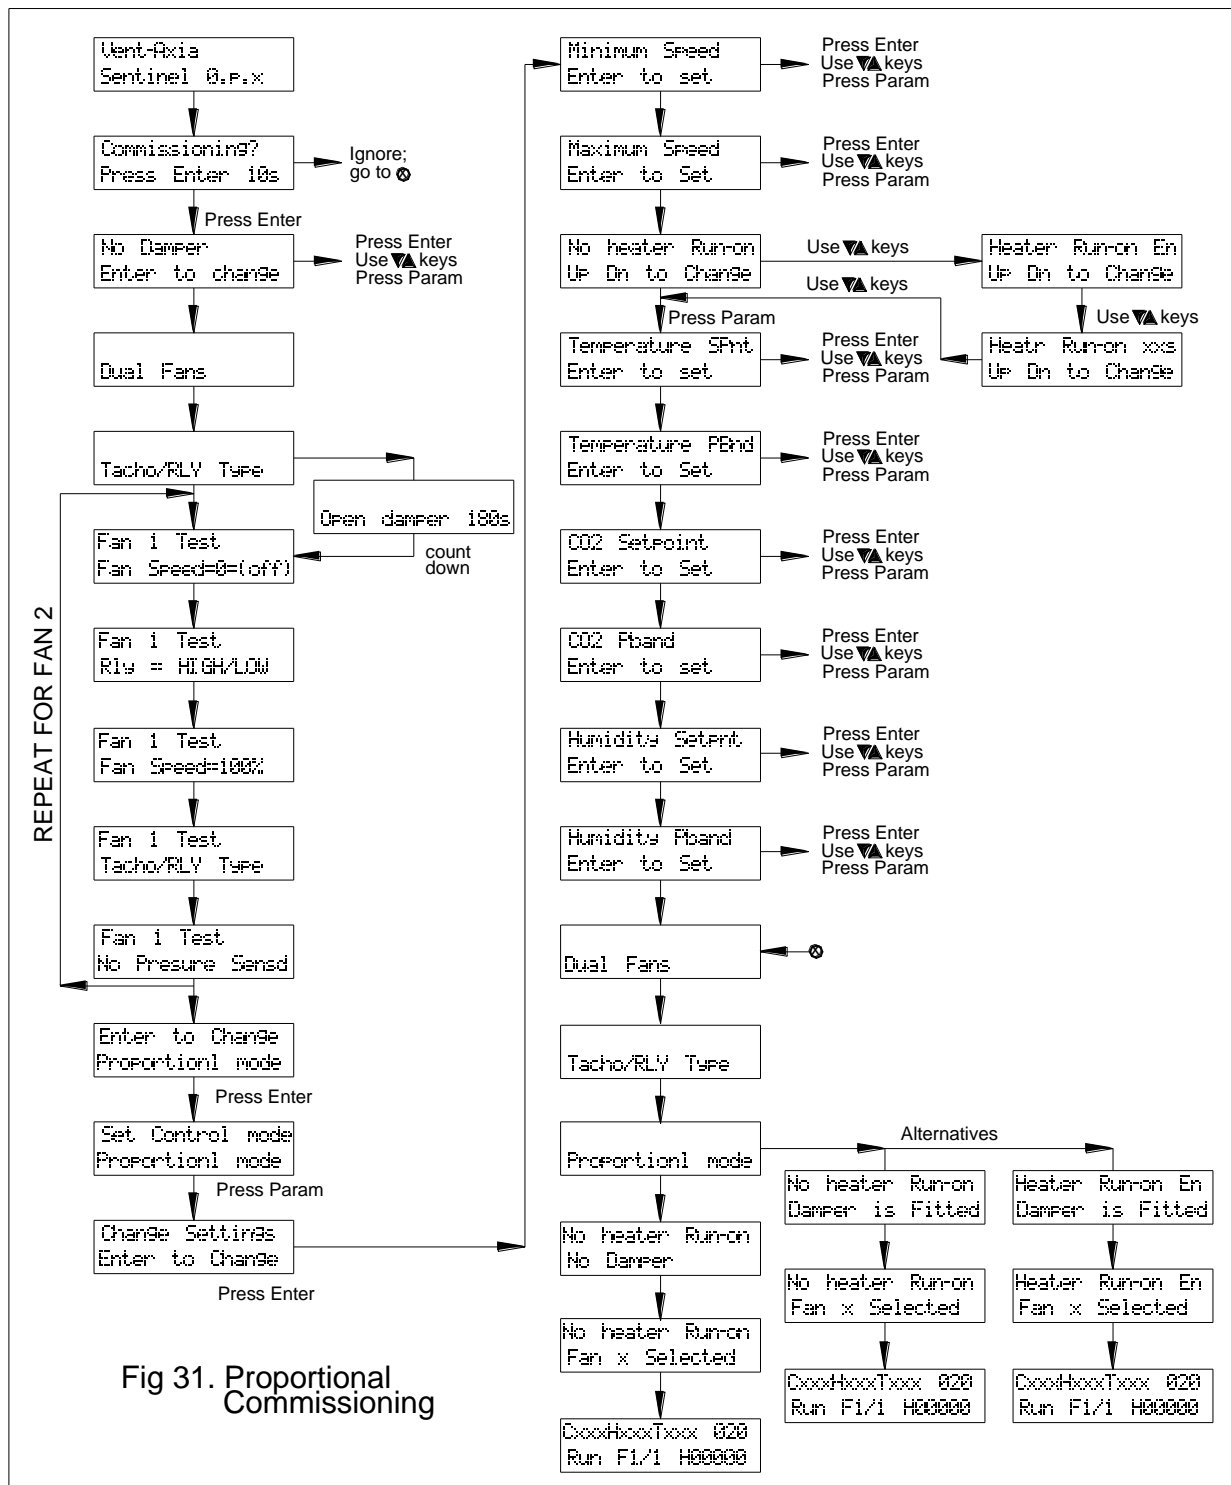 Vent-Axia
Sentinel 0.p.x
Commissioning?
Press Enter 10s
Ignore;
go to
Press Enter
No Damper
Enter to change
Press Enter
Use ▼▲ keys
Press Param
Dual Fans
Tacho/RLY Type
Open damper 180s
count
down
Fan 1 Test
Fan Speed=0=(off)
Fan 1 Test
Rly = HIGH/LOW
Fan 1 Test
Fan Speed=100%
Fan 1 Test
Tacho/RLY Type
Fan 1 Test
No Presure Sensd
REPEAT FOR FAN 2
Enter to Change
Proportionl mode
Press Enter
Set Control mode
Proportionl mode
Press Param
Change Settings
Enter to Change
Press Enter
Fig 31. Proportional
Commissioning
Minimum Speed
Enter to set
Press Enter
Use ▼▲ keys
Press Param
Maximum Speed
Enter to Set
Press Enter
Use ▼▲ keys
Press Param
No heater Run-on
Up Dn to Change
Use ▼▲ keys
Heater Run-on En
Up Dn to Change
Use ▼▲ keys
Use ▼▲ keys
Heatr Run-on xxs
Up Dn to Change
Press Param
Temperature SPnt
Enter to set
Press Enter
Use ▼▲ keys
Press Param
Temperature PBnd
Enter to Set
Press Enter
Use ▼▲ keys
Press Param
CO2 Setpoint
Enter to Set
Press Enter
Use ▼▲ keys
Press Param
CO2 Pband
Enter to set
Press Enter
Use ▼▲ keys
Press Param
Humidity Setpnt
Enter to Set
Press Enter
Use ▼▲ keys
Press Param
Humidity Pband
Enter to Set
Press Enter
Use ▼▲ keys
Press Param
Dual Fans
Tacho/RLY Type
Proportionl mode
Alternatives
No heater Run-on
No Damper
No heater Run-on
Fan x Selected
CxxxHxxxTxxx 020
Run F1/1 H00000
No heater Run-on
Damper is Fitted
No heater Run-on
Fan x Selected
CxxxHxxxTxxx 020
Run F1/1 H00000
Heater Run-on En
Damper is Fitted
Heater Run-on En
Fan x Selected
CxxxHxxxTxxx 020
Run F1/1 H00000